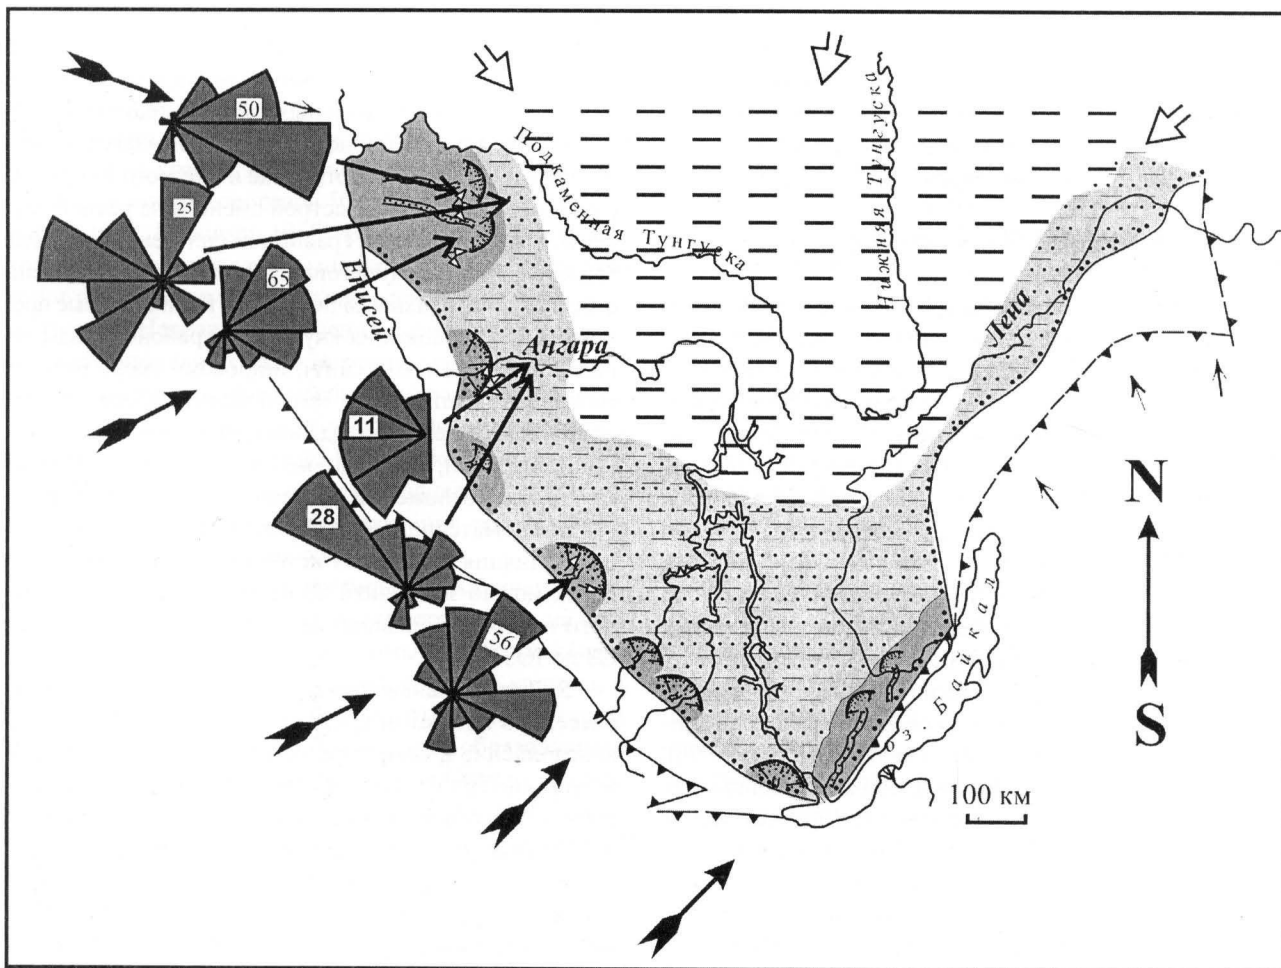 50
25
65
11
28
56
Подкаменная Тунгуска
Нижняя Тунгуска
Енисей
Ангара
Лена
оз. Байкал
N
S
100 км